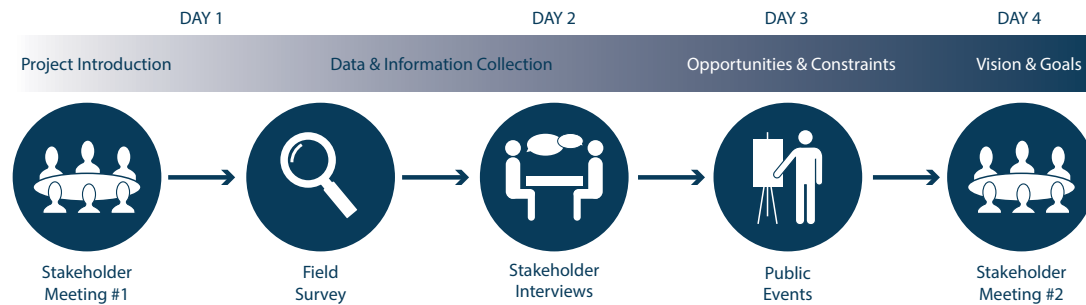 DAY 1
DAY 2
DAY 3
DAY 4
Project Introduction
Data & Information Collection
Opportunities & Constraints
Vision & Goals
Stakeholder
Meeting #1
Field
Survey
Stakeholder
Interviews
Public
Events
Stakeholder
Meeting #2